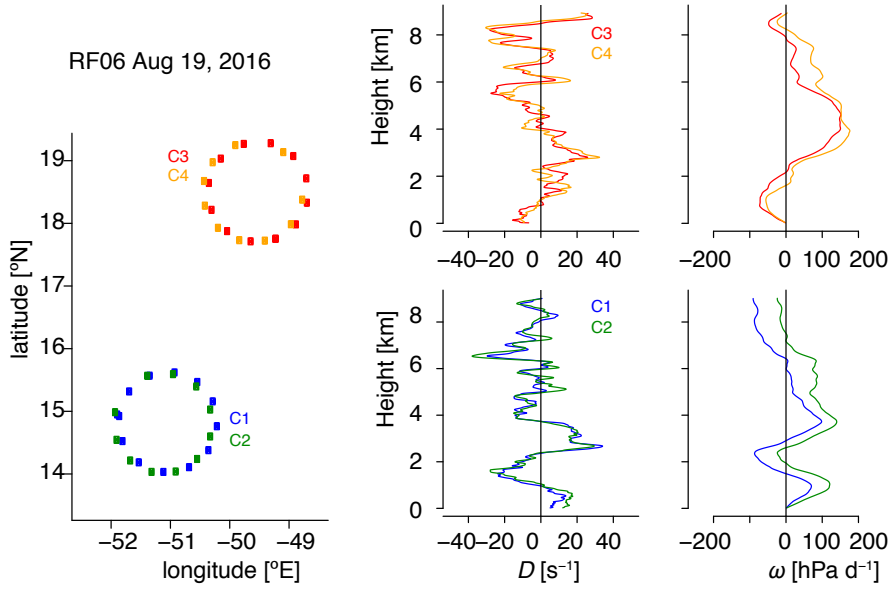 RF06 Aug 19, 2016
C3
C4
19
18
17
16
15
14
latitude [ºN]
C1
C2
−52
−51
−50
−49
longitude [ºE]
8
6
4
2
0
Height [km]
C3
C4
−40
−20
0
20
40
−200
0
100
200
8
6
4
2
0
Height [km]
C1
C2
−40
−20
0
20
40
D [s⁻¹]
−200
0
100
200
ω [hPa d⁻¹]